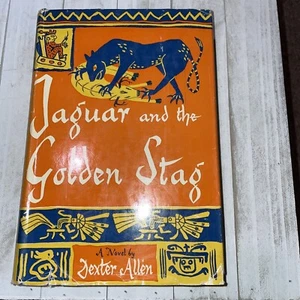 Jaguar and the
Golden Stag
A Novel by
Dexter Allen